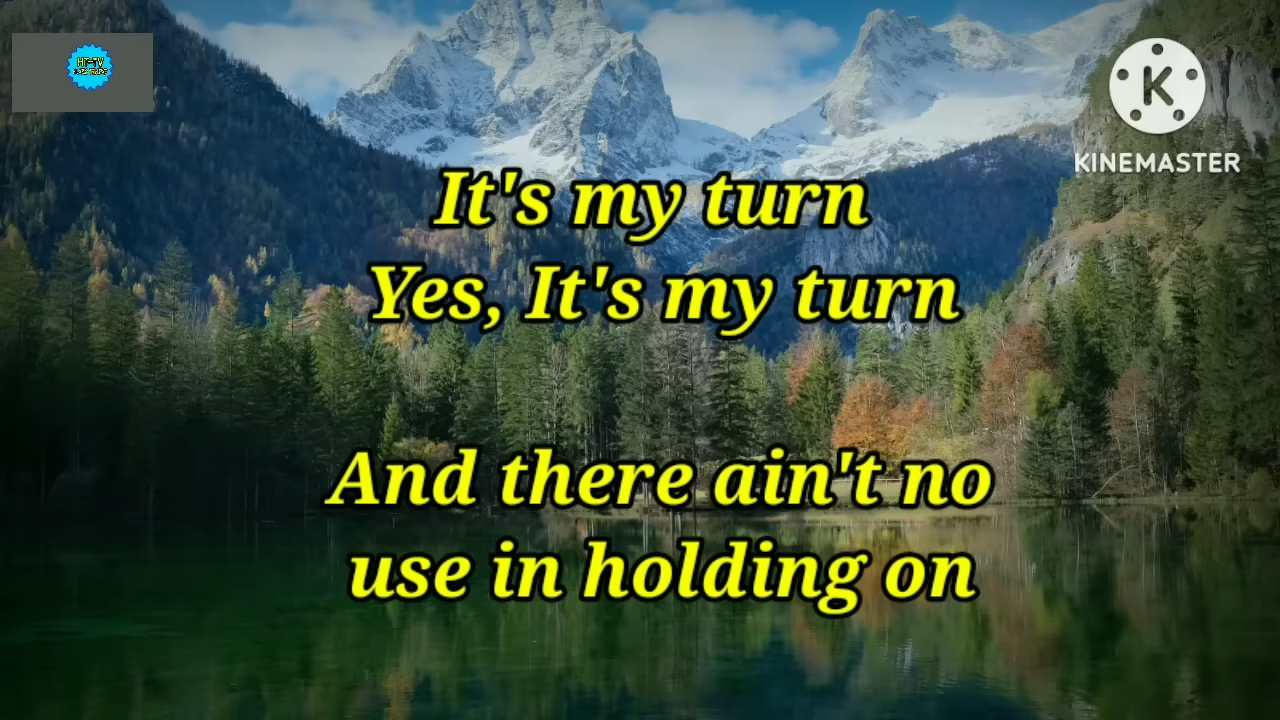 K
KINEMASTER
It's my turn
Yes, It's my turn
And there ain't no
use in holding on